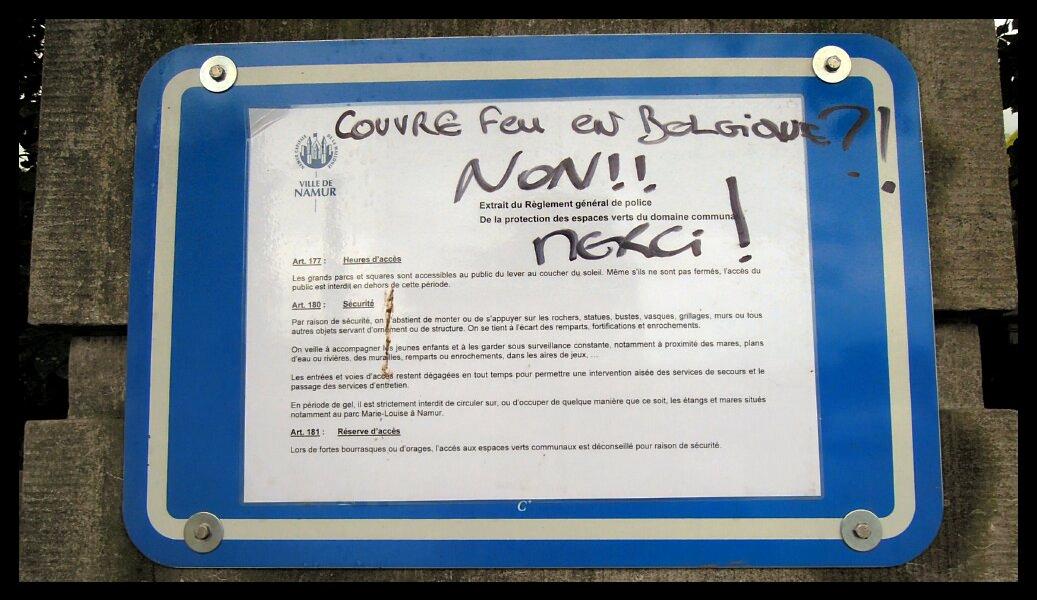 COUVRE Feu eN BeLGiQUE ?!
NON!!
NAMUR CAPITALE DE LA WALLONIE
VILLE DE
NAMUR
Extrait du Règlement général de police
De la protection des espaces verts du domaine communa
MERCi !
Art. 177 : Heures d'accès
Les grands parcs et squares sont accessibles au public du lever au coucher du soleil. Même s'ils ne sont pas fermés, l'accès du
public est interdit en dehors de cette période.
Art. 180 : Sécurité
Par raison de sécurité, on s'abstient de monter ou de s'appuyer sur les rochers, statues, bustes, vasques, grillages, murs ou tous
autres objets servant d'ornement ou de structure. On se tient à l'écart des remparts, fortifications et enrochements.
On veille à accompagner les jeunes enfants et à les garder sous surveillance constante, notamment à proximité des mares, plans
d'eau ou rivières, des murailles, remparts ou enrochements, dans les aires de jeux, …
Les entrées et voies d'accès restent dégagées en tout temps pour permettre une intervention aisée des services de secours et le
passage des services d'entretien.
En période de gel, il est strictement interdit de circuler sur, ou d'occuper de quelque manière que ce soit, les étangs et mares situés
notamment au parc Marie-Louise à Namur.
Art. 181 : Réserve d'accès
Lors de fortes bourrasques ou d'orages, l'accès aux espaces verts communaux est déconseillé pour raison de sécurité.